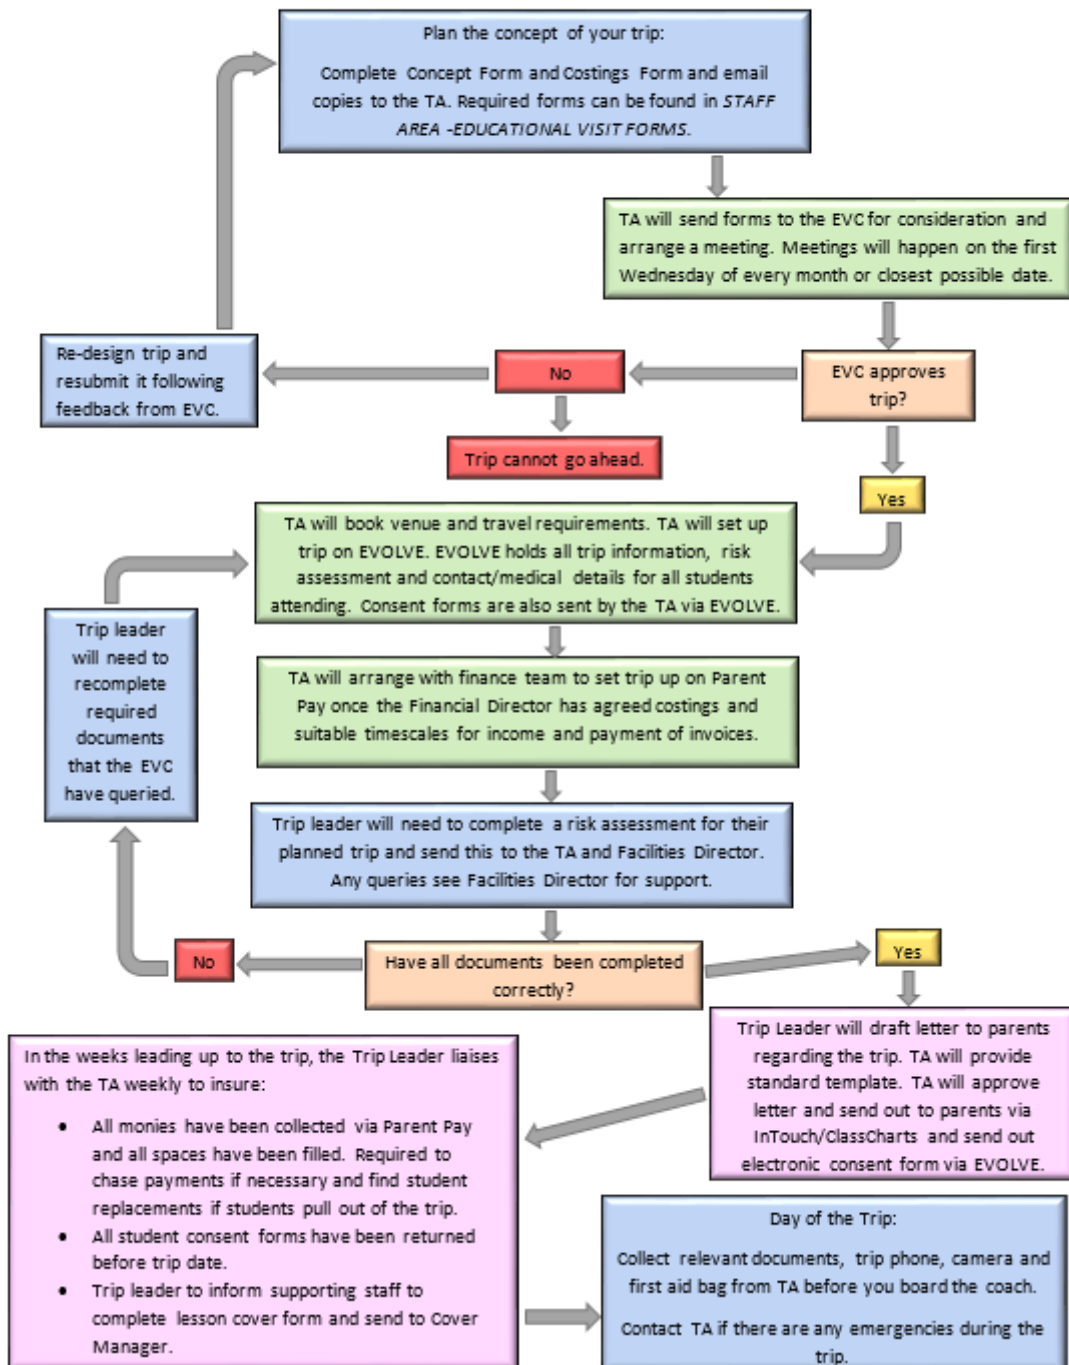 Plan the concept of your trip:
Complete Concept Form and Costings Form and email
copies to the TA. Required forms can be found in STAFF
AREA -EDUCATIONAL VISIT FORMS.
TA will send forms to the EVC for consideration and
arrange a meeting. Meetings will happen on the first
Wednesday of every month or closest possible date.
EVC approves
trip?
No
Re-design trip and
resubmit it following
feedback from EVC.
Trip cannot go ahead.
Yes
TA will book venue and travel requirements. TA will set up
trip on EVOLVE. EVOLVE holds all trip information, risk
assessment and contact/medical details for all students
attending. Consent forms are also sent by the TA via EVOLVE.
Trip leader
will need to
recomplete
required
documents
that the EVC
have queried.
TA will arrange with finance team to set trip up on Parent
Pay once the Financial Director has agreed costings and
suitable timescales for income and payment of invoices.
Trip leader will need to complete a risk assessment for their
planned trip and send this to the TA and Facilities Director.
Any queries see Facilities Director for support.
Have all documents been completed
correctly?
No
Yes
Trip Leader will draft letter to parents
regarding the trip. TA will provide
standard template. TA will approve
letter and send out to parents via
InTouch/ClassCharts and send out
electronic consent form via EVOLVE.
In the weeks leading up to the trip, the Trip Leader liaises
with the TA weekly to insure:
• All monies have been collected via Parent Pay
and all spaces have been filled. Required to
chase payments if necessary and find student
replacements if students pull out of the trip.
• All student consent forms have been returned
before trip date.
• Trip leader to inform supporting staff to
complete lesson cover form and send to Cover
Manager.
Day of the Trip:
Collect relevant documents, trip phone, camera and
first aid bag from TA before you board the coach.
Contact TA if there are any emergencies during the
trip.